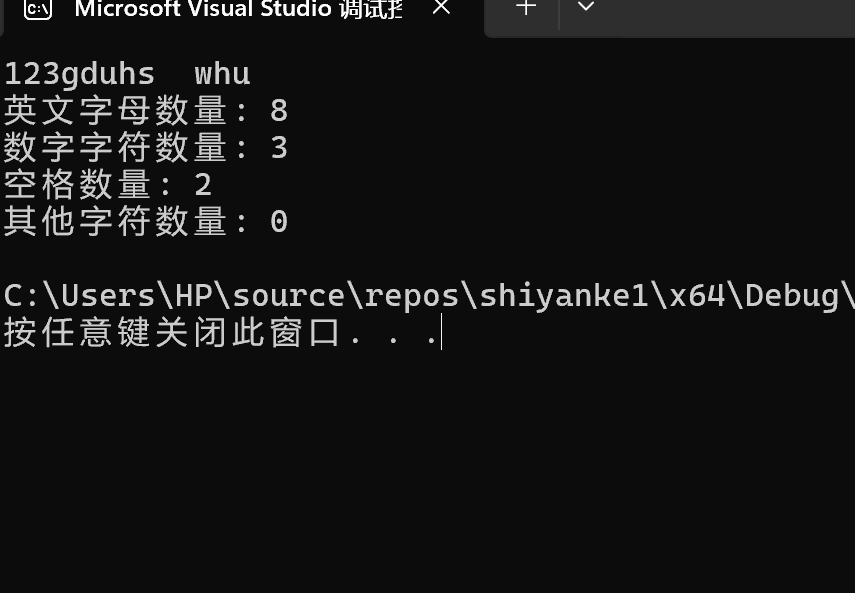 Microsoft Visual Studio 调试控
123gduhs  whu
英文字母数量: 8
数字字符数量: 3
空格数量: 2
其他字符数量: 0
C:\Users\HP\source\repos\shiyanke1\x64\Debug\
按任意键关闭此窗口. . .